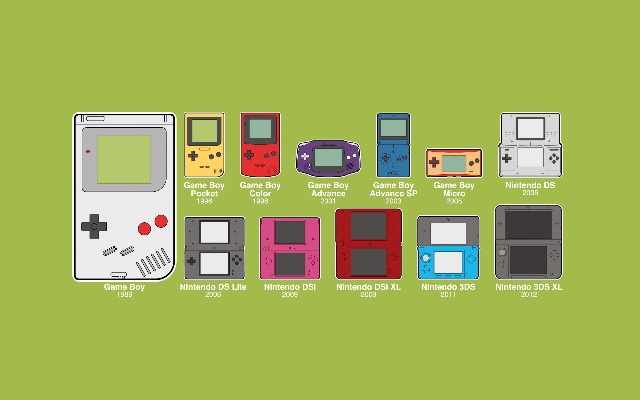 Game Boy
Pocket
1996
Game Boy
Color
1998
Game Boy
Advance
2001
Game Boy
Advance SP
2003
Game Boy
Micro
2005
Nintendo DS
2005
Game Boy
1989
Nintendo DS Lite
2006
Nintendo DSI
2009
Nintendo DSI XL
2009
Nintendo 3DS
2011
Nintendo 3DS XL
2012